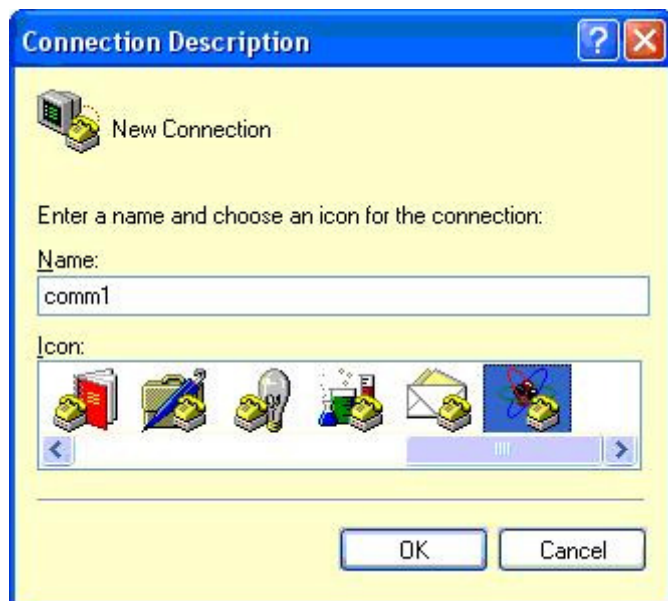 Connection Description
New Connection
Enter a name and choose an icon for the connection:
Name:
comm1
Icon:
OK
Cancel